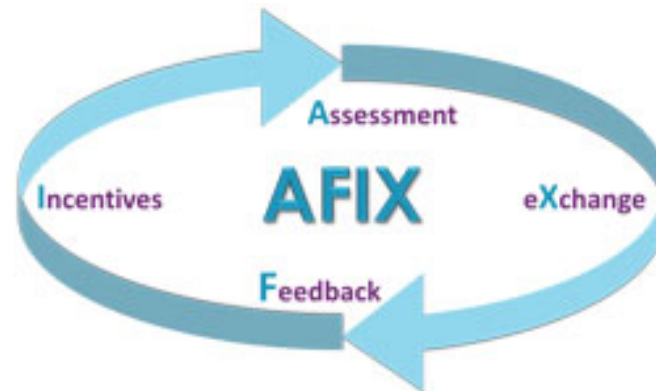 Assessment
Incentives
AFIX
eXchange
Feedback